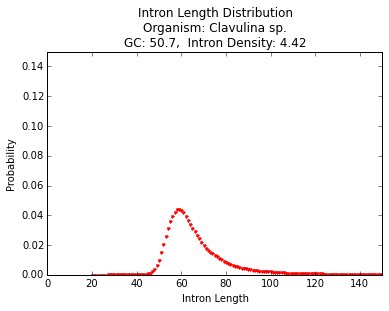 Intron Length Distribution
Organism: Clavulina sp.
GC: 50.7,  Intron Density: 4.42
0.14
0.12
0.10
0.08
0.06
0.04
0.02
0.00
Probability
0 20 40 60 80 100 120 140
Intron Length